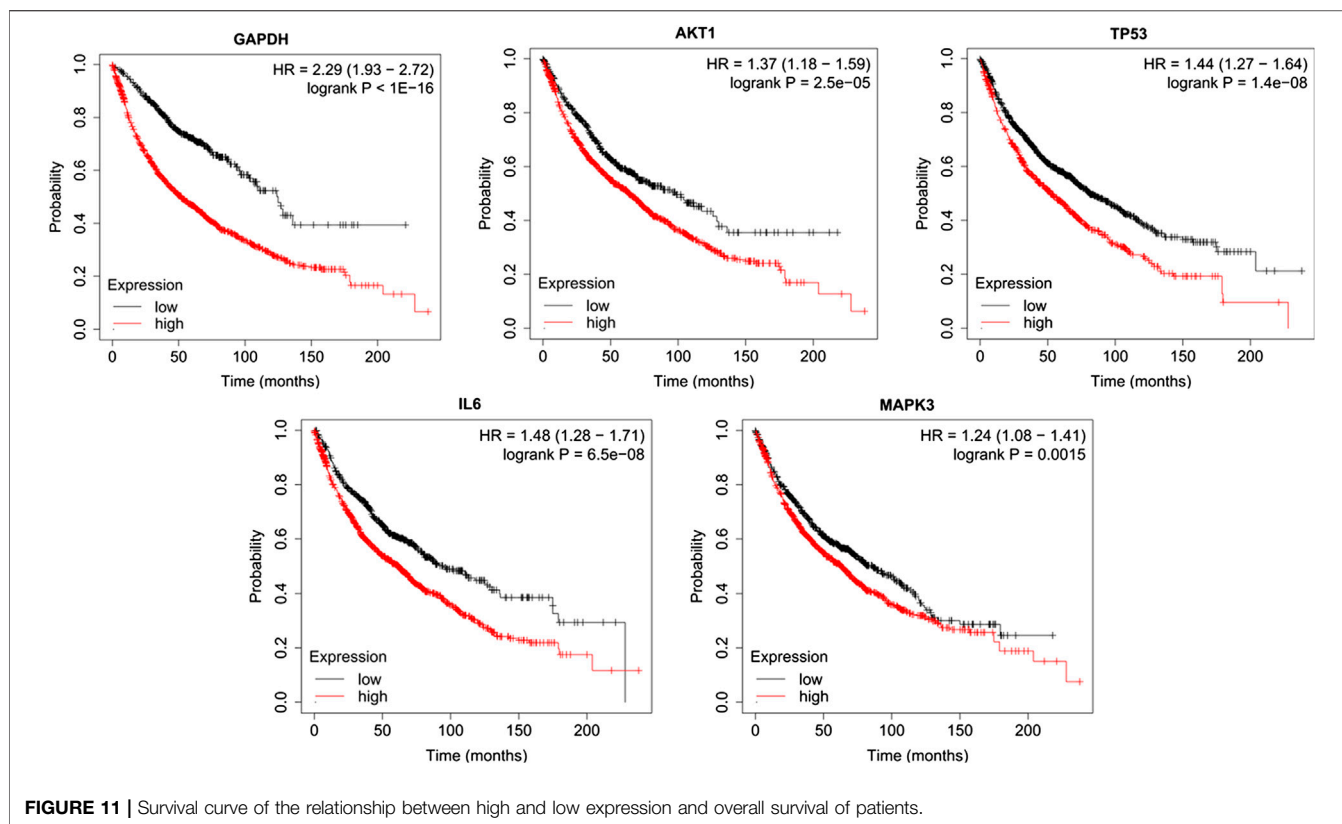 GAPDH
HR = 2.29 (1.93 − 2.72)
logrank P < 1E−16
Probability
1.0
0.8
0.6
0.4
0.2
0.0
Expression
low
high
0 50 100 150 200
Time (months)
AKT1
HR = 1.37 (1.18 − 1.59)
logrank P = 2.5e−05
Probability
1.0
0.8
0.6
0.4
0.2
0.0
Expression
low
high
0 50 100 150 200
Time (months)
TP53
HR = 1.44 (1.27 − 1.64)
logrank P = 1.4e−08
Probability
1.0
0.8
0.6
0.4
0.2
0.0
Expression
low
high
0 50 100 150 200
Time (months)
IL6
HR = 1.48 (1.28 − 1.71)
logrank P = 6.5e−08
Probability
1.0
0.8
0.6
0.4
0.2
0.0
Expression
low
high
0 50 100 150 200
Time (months)
MAPK3
HR = 1.24 (1.08 − 1.41)
logrank P = 0.0015
Probability
1.0
0.8
0.6
0.4
0.2
0.0
Expression
low
high
0 50 100 150 200
Time (months)
FIGURE 11 | Survival curve of the relationship between high and low expression and overall survival of patients.